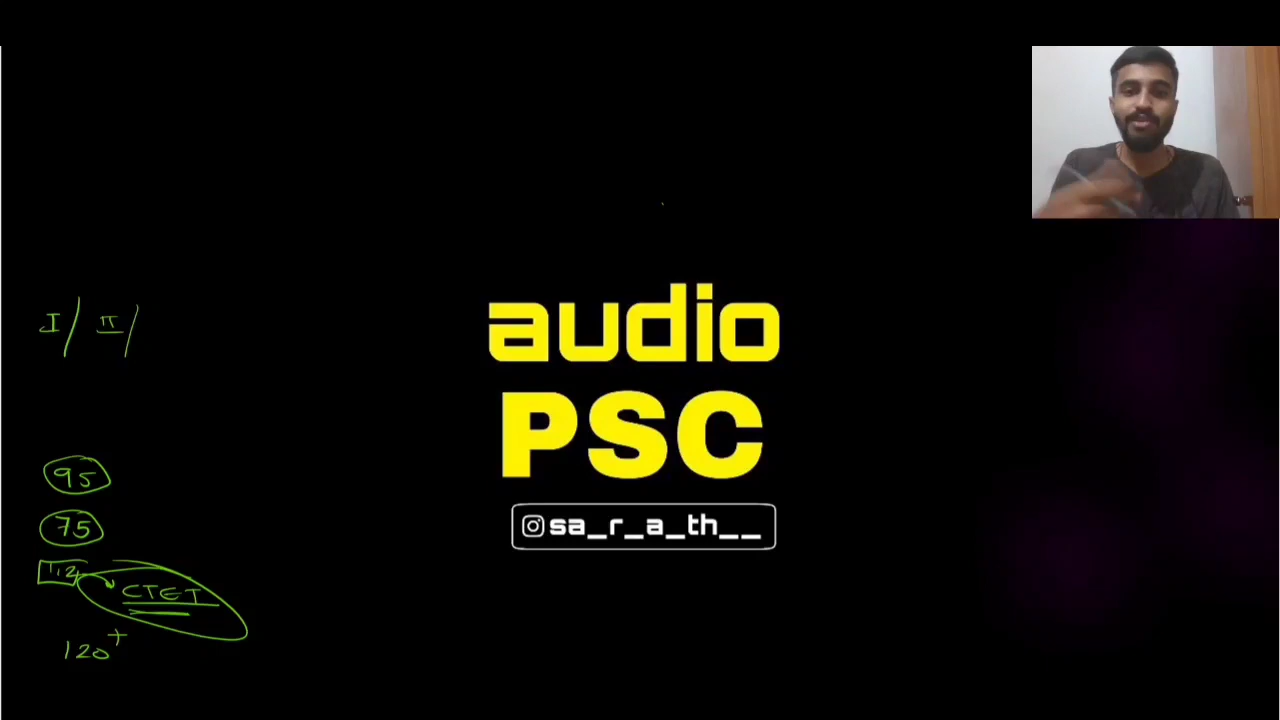 audio
PSC
sa_r_a_th__
I / II /
95
75
112
CTET
120+